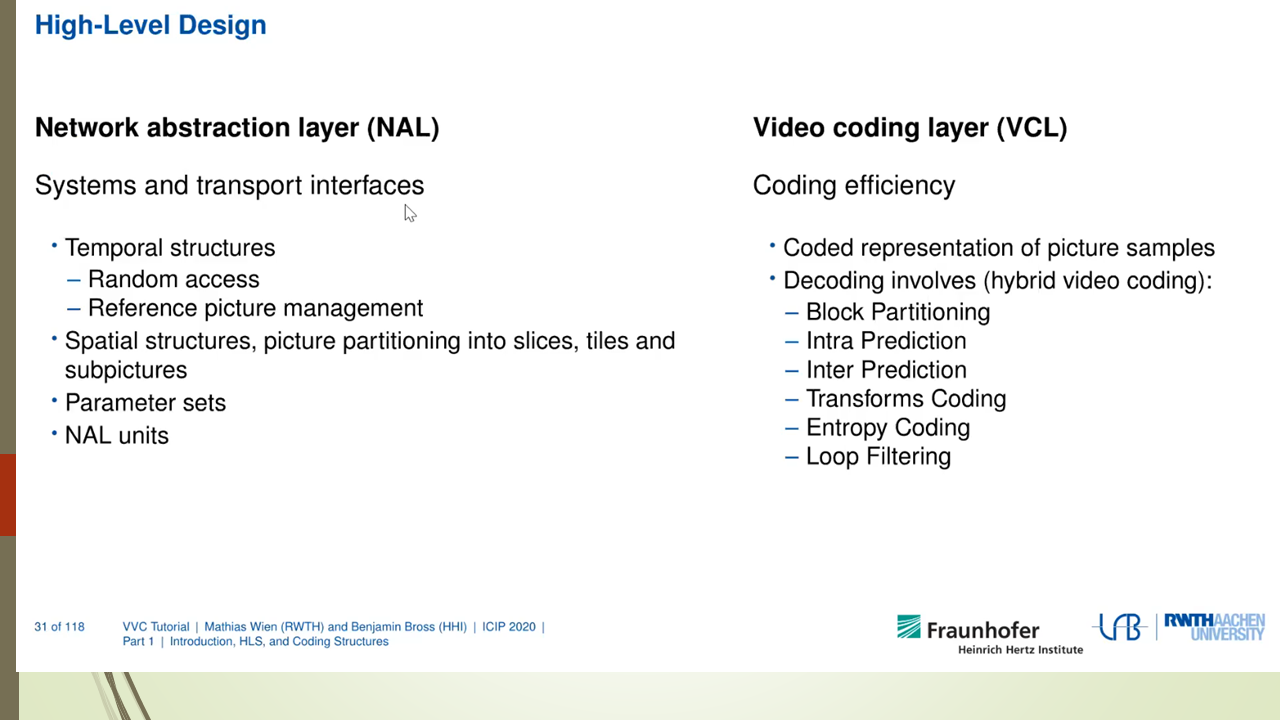 High-Level Design
Network abstraction layer (NAL)
Systems and transport interfaces
• Temporal structures
– Random access
– Reference picture management
• Spatial structures, picture partitioning into slices, tiles and
subpictures
• Parameter sets
• NAL units
Video coding layer (VCL)
Coding efficiency
• Coded representation of picture samples
• Decoding involves (hybrid video coding):
– Block Partitioning
– Intra Prediction
– Inter Prediction
– Transforms Coding
– Entropy Coding
– Loop Filtering
31 of 118
VVC Tutorial | Mathias Wien (RWTH) and Benjamin Bross (HHI) | ICIP 2020 |
Part 1 | Introduction, HLS, and Coding Structures
Fraunhofer
Heinrich Hertz Institute
RWTHAACHEN
UNIVERSITY